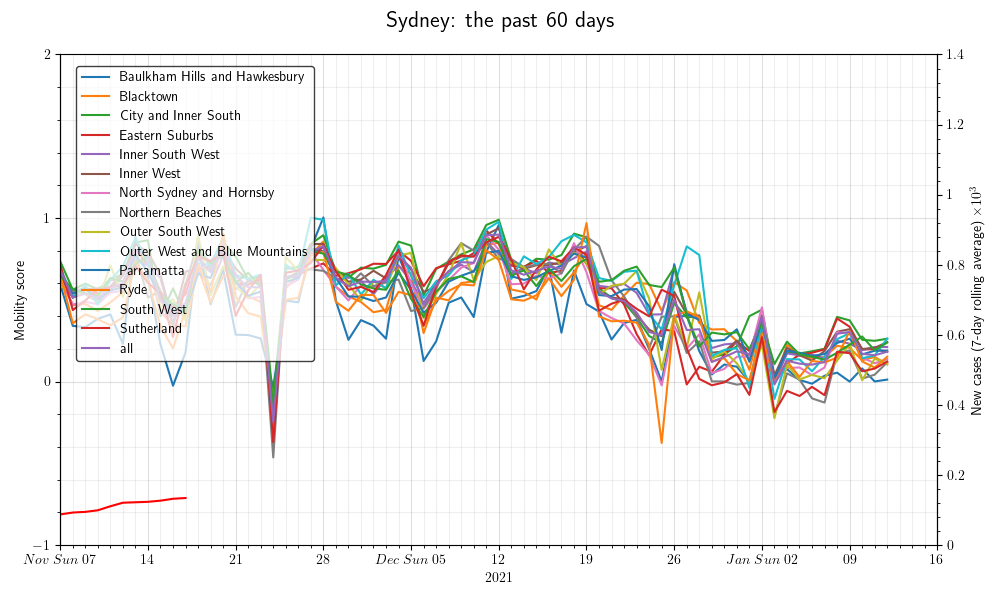 Sydney: the past 60 days
Mobility score
2
1
0
−1
Baulkham Hills and Hawkesbury
Blacktown
City and Inner South
Eastern Suburbs
Inner South West
Inner West
North Sydney and Hornsby
Northern Beaches
Outer South West
Outer West and Blue Mountains
Parramatta
Ryde
South West
Sutherland
all
1.4
1.2
1
0.8
0.6
0.4
0.2
0
New cases (7-day rolling average) ×10³
Nov Sun 07 14 21 28 Dec Sun 05 12 19 26 Jan Sun 02 09 16
2021